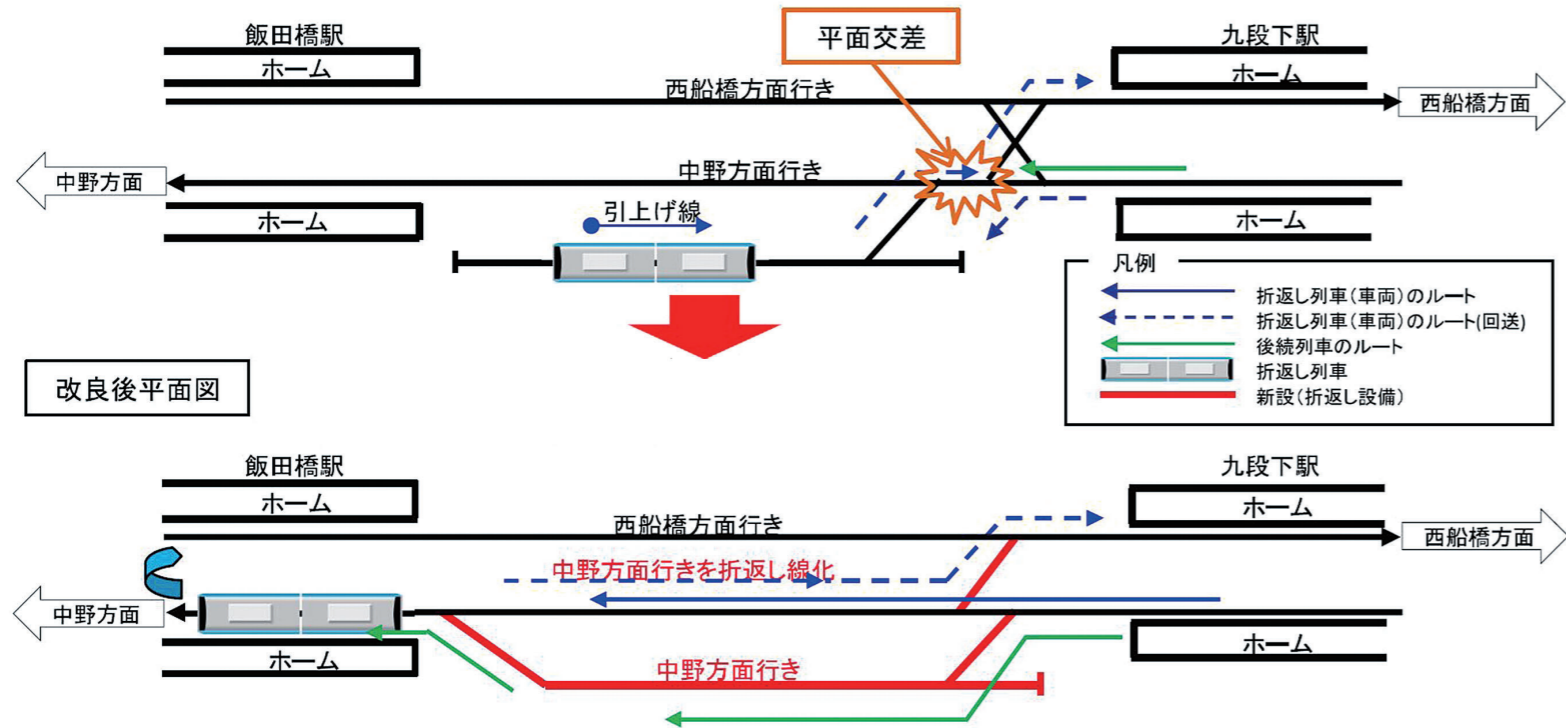 飯田橋駅
ホーム
平面交差
九段下駅
ホーム
西船橋方面行き
西船橋方面
中野方面
中野方面行き
ホーム
引上げ線
ホーム
凡例
折返し列車(車両)のルート
折返し列車(車両)のルート(回送)
後続列車のルート
折返し列車
新設(折返し設備)
改良後平面図
飯田橋駅
ホーム
九段下駅
ホーム
西船橋方面行き
西船橋方面
中野方面行きを折返し線化
中野方面
ホーム
中野方面行き
ホーム